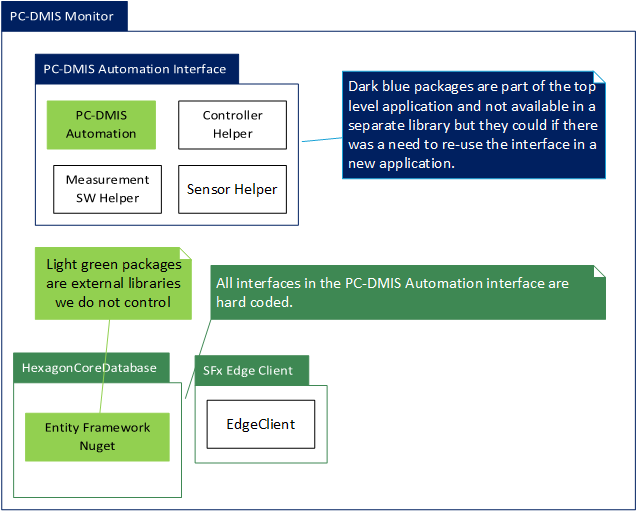 PC-DMIS Monitor
PC-DMIS Automation Interface
PC-DMIS
Automation
Controller
Helper
Measurement
SW Helper
Sensor Helper
Dark blue packages are part of the top
level application and not available in a
separate library but they could if there
was a need to re-use the interface in a
new application.
Light green packages
are external libraries
we do not control
All interfaces in the PC-DMIS Automation interface are
hard coded.
HexagonCoreDatabase
Entity Framework
Nuget
SFx Edge Client
EdgeClient